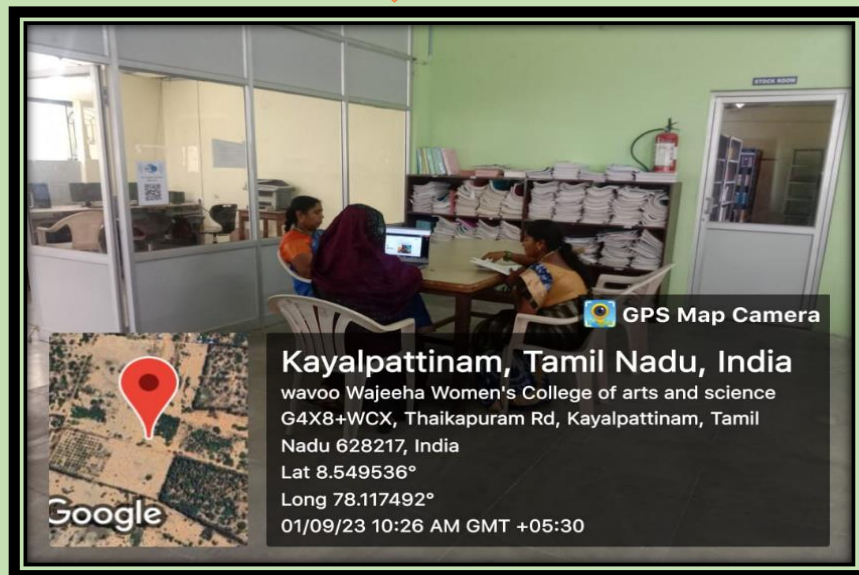 STOCK ROOM
GPS Map Camera
Kayalpattinam, Tamil Nadu, India
wavoo Wajeeha Women's College of arts and science
G4X8+WCX, Thaikapuram Rd, Kayalpattinam, Tamil
Nadu 628217, India
Lat 8.549536°
Long 78.117492°
01/09/23 10:26 AM GMT +05:30
Google